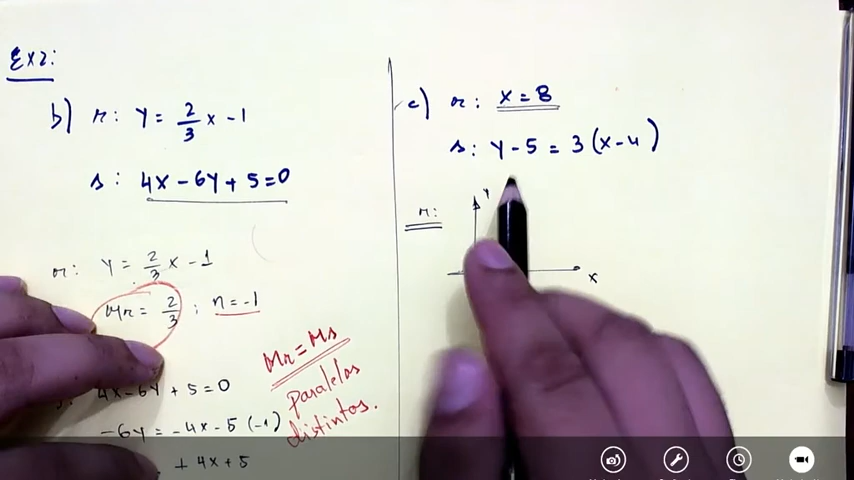 Ex2:
b) r: y = 2/3 x - 1
s: 4x - 6y + 5 = 0
r: y = 2/3 x - 1
Mr = 2/3 ; n = -1
4x - 6y + 5 = 0
-6y = -4x - 5 (-1)
+ 4x + 5
Mr = Ms
paralelas
distintas.
c) r: x = 8
s: y - 5 = 3(x - 4)
r:
y
x